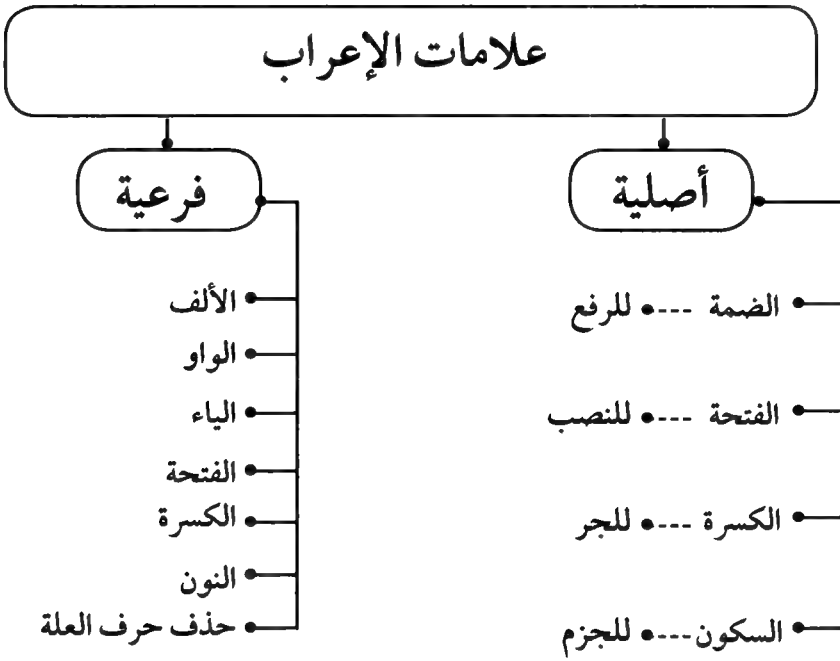 علامات الإعراب
أصلية
الضمة --- للرفع
الفتحة --- للنصب
الكسرة --- للجر
السكون --- للجزم
فرعية
الألف
الواو
الياء
الفتحة
الكسرة
النون
حذف حرف العلة